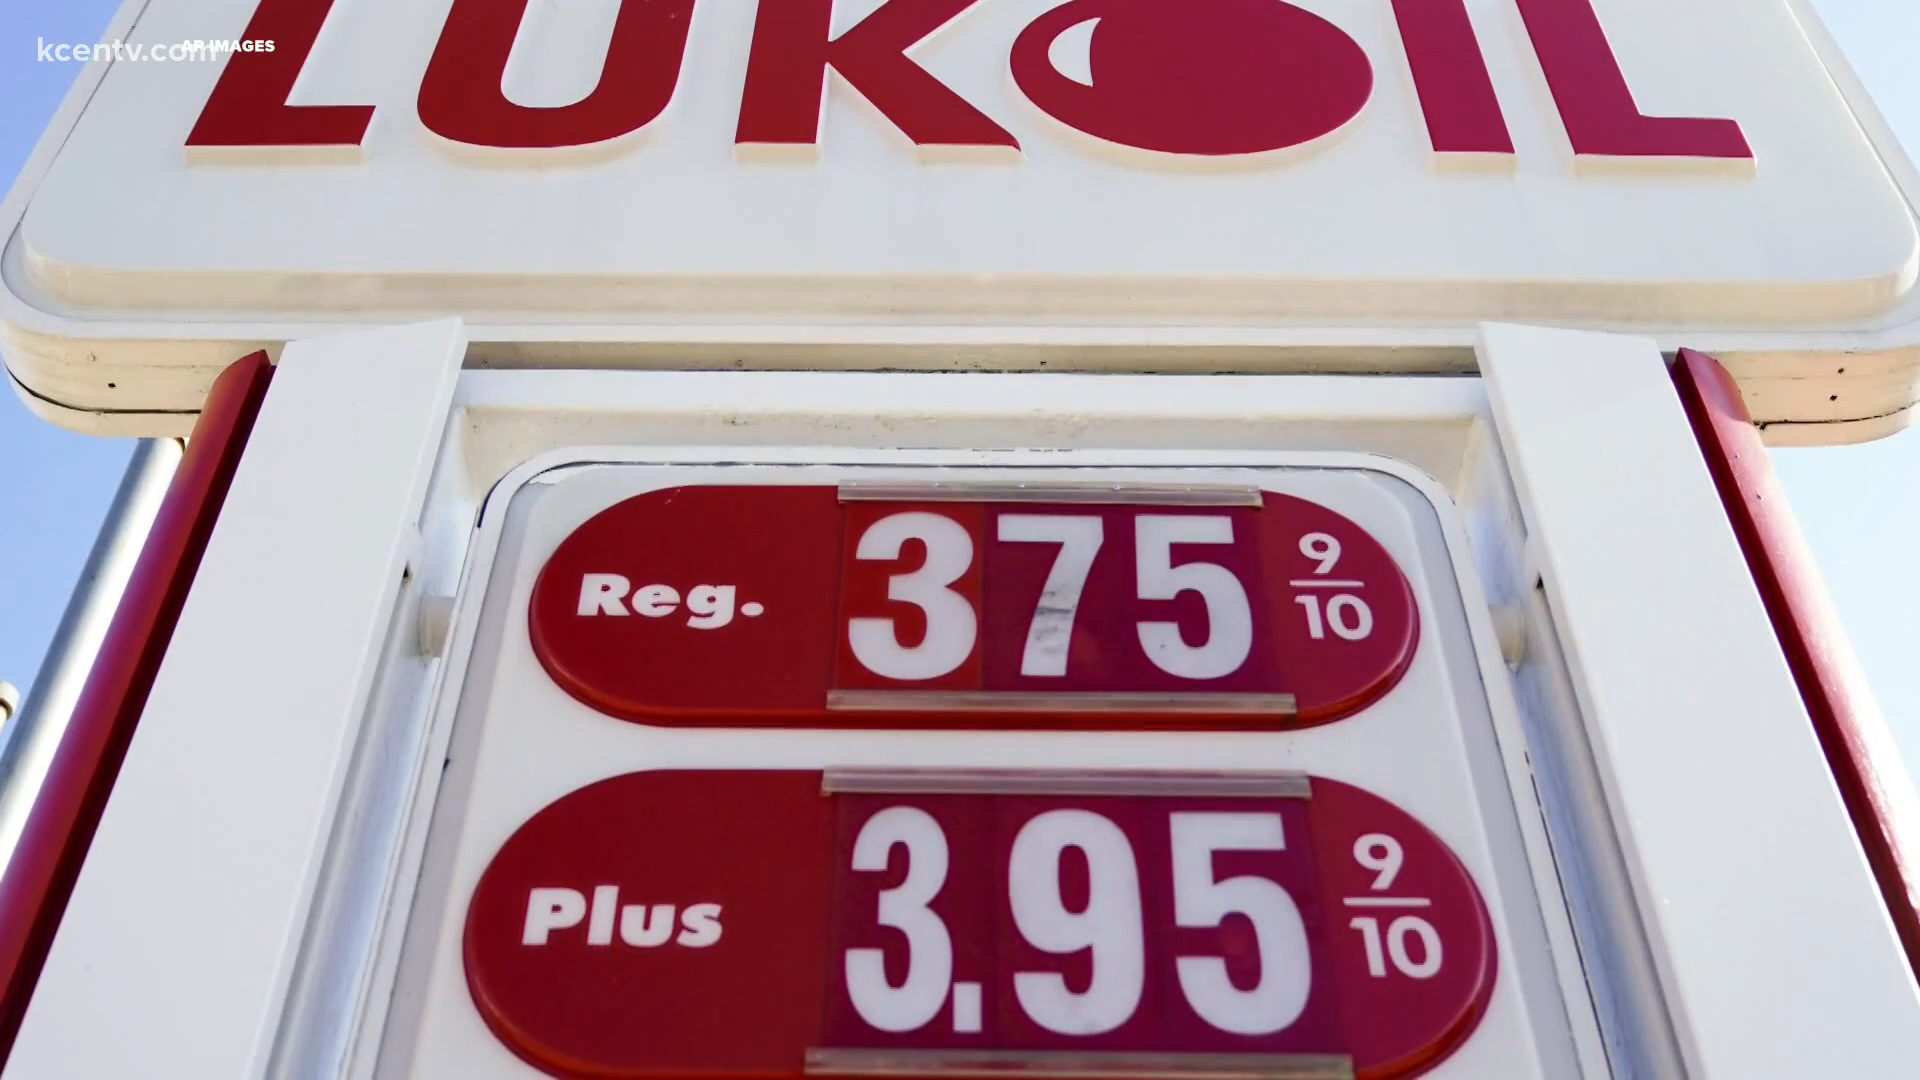 kcentv.com
AP IMAGES
LUKOIL
Reg. 375 9/10
Plus 3.95 9/10